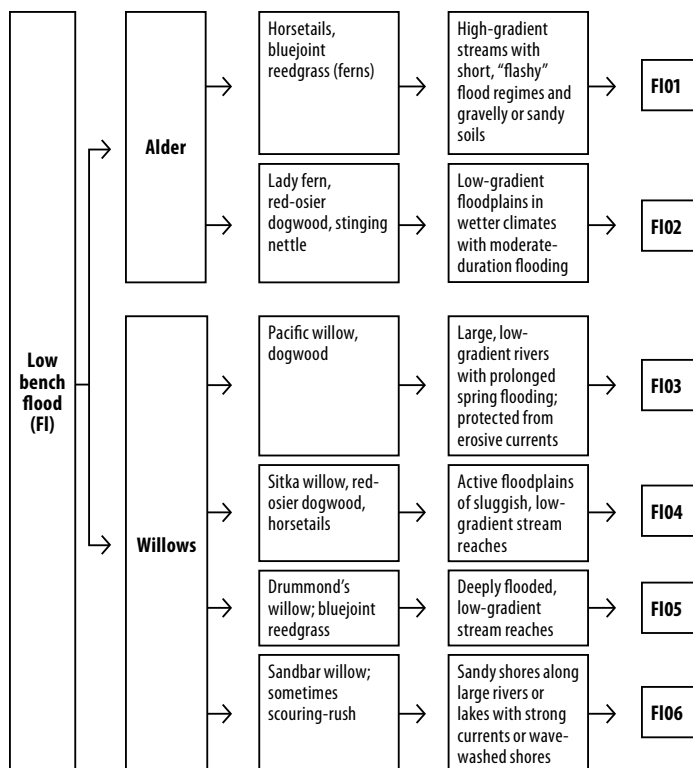 Low
bench
flood
(Fl)
Alder
Horsetails,
bluejoint
reedgrass (ferns)
High-gradient
streams with
short, “flashy”
flood regimes and
gravelly or sandy
soils
Fl01
Lady fern,
red-osier
dogwood, stinging
nettle
Low-gradient
floodplains in
wetter climates
with moderate-
duration flooding
Fl02
Willows
Pacific willow,
dogwood
Large, low-
gradient rivers
with prolonged
spring flooding;
protected from
erosive currents
Fl03
Sitka willow, red-
osier dogwood,
horsetails
Active floodplains
of sluggish, low-
gradient stream
reaches
Fl04
Drummond’s
willow; bluejoint
reedgrass
Deeply flooded,
low-gradient
stream reaches
Fl05
Sandbar willow;
sometimes
scouring-rush
Sandy shores along
large rivers or
lakes with strong
currents or wave-
washed shores
Fl06